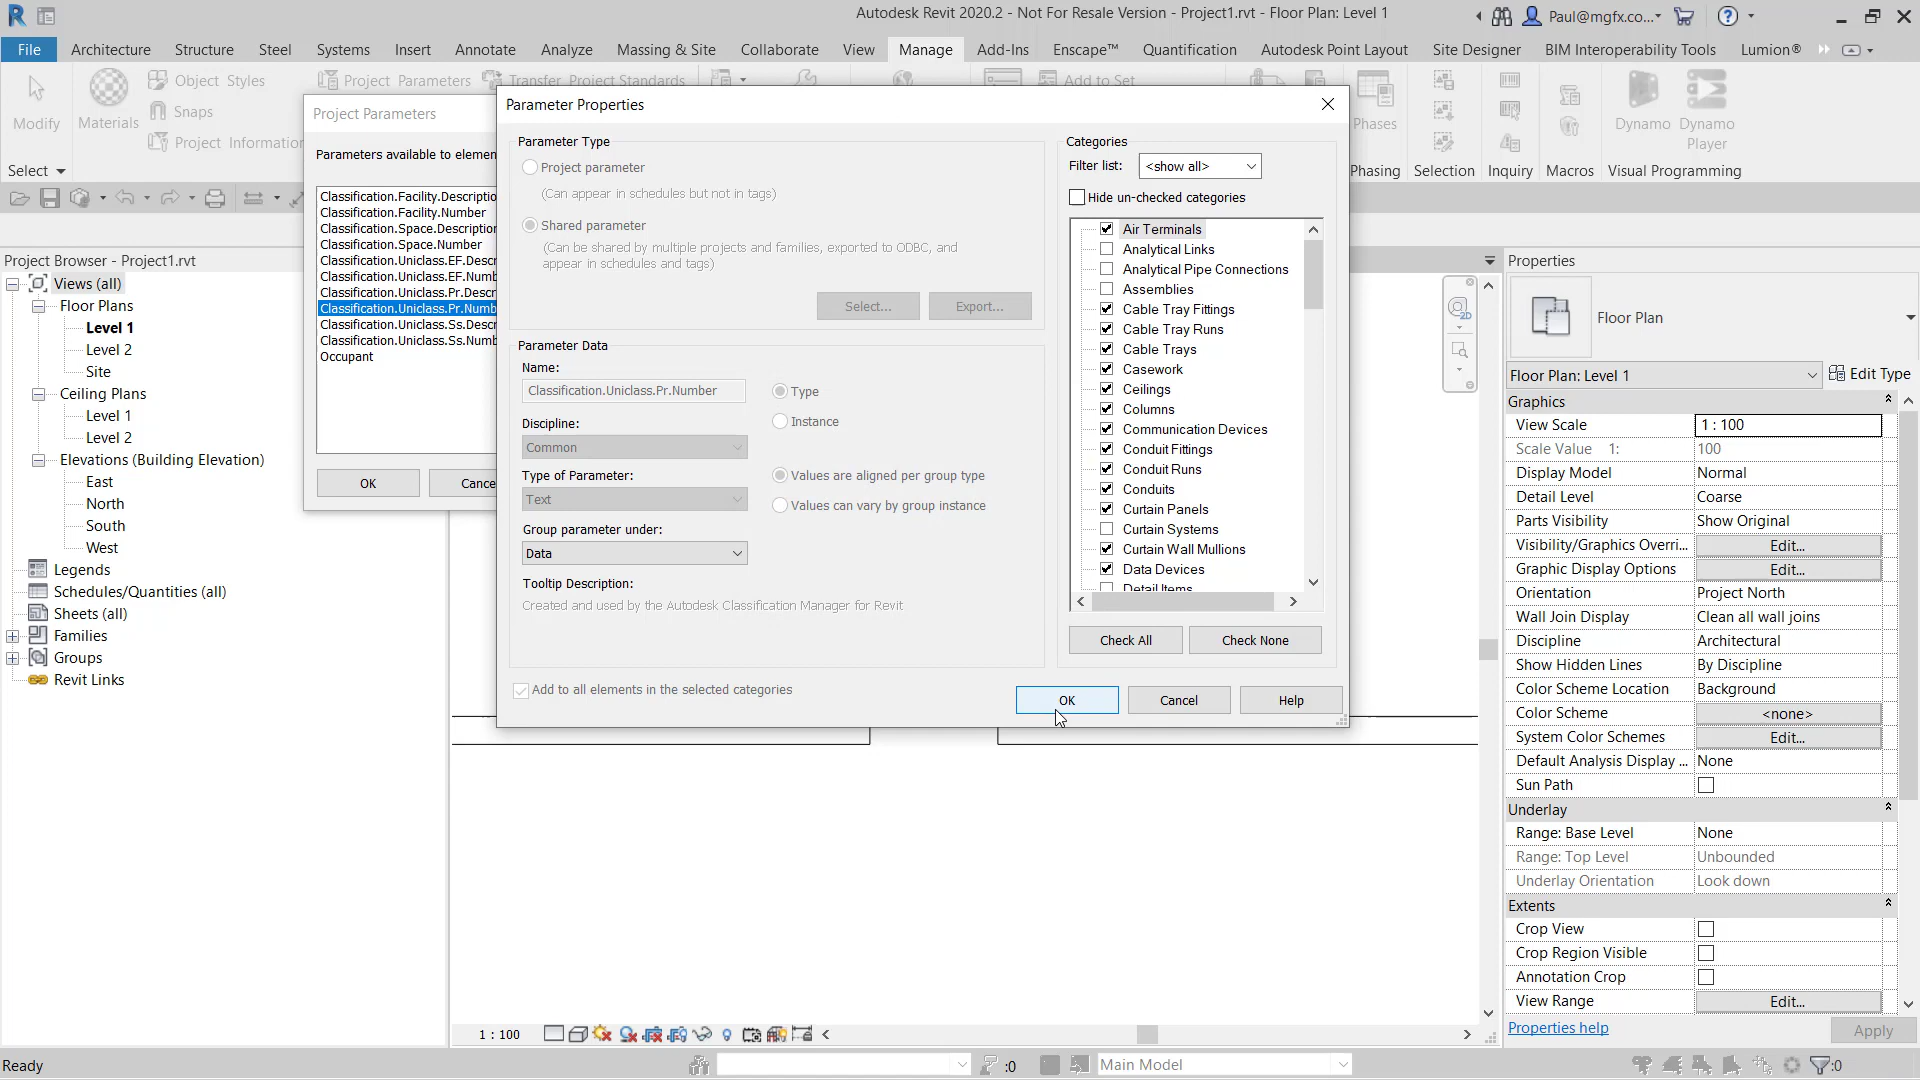 Autodesk Revit 2020.2 - Not For Resale Version - Project1.rvt - Floor Plan: Level 1
Paul@mgfx.co...
File Architecture Structure Steel Systems Insert Annotate Analyze Massing & Site Collaborate View Manage Add-Ins Enscape™ Quantification Autodesk Point Layout Site Designer BIM Interoperability Tools Lumion®
Modify
Materials
Object Styles
Snaps
Project Information
Project Parameters
Transfer Project Standards
Add to Set
Phases
Dynamo
Dynamo
Player
Select
Phasing
Selection
Inquiry
Macros
Visual Programming
Project Browser - Project1.rvt
Views (all)
Floor Plans
Level 1
Level 2
Site
Ceiling Plans
Level 1
Level 2
Elevations (Building Elevation)
East
North
South
West
Legends
Schedules/Quantities (all)
Sheets (all)
Families
Groups
Revit Links
Project Parameters
Parameters available to elemen
Classification.Facility.Descriptio
Classification.Facility.Number
Classification.Space.Description
Classification.Space.Number
Classification.Uniclass.EF.Descr
Classification.Uniclass.EF.Numb
Classification.Uniclass.Pr.Descr
Classification.Uniclass.Pr.Numb
Classification.Uniclass.Ss.Descr
Classification.Uniclass.Ss.Numb
Occupant
OK
Cance
Parameter Properties
Parameter Type
Project parameter
(Can appear in schedules but not in tags)
Shared parameter
(Can be shared by multiple projects and families, exported to ODBC, and
appear in schedules and tags)
Select...
Export...
Parameter Data
Name:
Classification.Uniclass.Pr.Number
Type
Discipline:
Instance
Common
Type of Parameter:
Values are aligned per group type
Text
Values can vary by group instance
Group parameter under:
Data
Tooltip Description:
Created and used by the Autodesk Classification Manager for Revit
Add to all elements in the selected categories
Categories
Filter list:
<show all>
Hide un-checked categories
Air Terminals
Analytical Links
Analytical Pipe Connections
Assemblies
Cable Tray Fittings
Cable Tray Runs
Cable Trays
Casework
Ceilings
Columns
Communication Devices
Conduit Fittings
Conduit Runs
Conduits
Curtain Panels
Curtain Systems
Curtain Wall Mullions
Data Devices
Detail Items
Check All
Check None
OK
Cancel
Help
Properties
Floor Plan
Floor Plan: Level 1
Edit Type
Graphics
View Scale 1 : 100
Scale Value 1: 100
Display Model Normal
Detail Level Coarse
Parts Visibility Show Original
Visibility/Graphics Overri... Edit...
Graphic Display Options Edit...
Orientation Project North
Wall Join Display Clean all wall joins
Discipline Architectural
Show Hidden Lines By Discipline
Color Scheme Location Background
Color Scheme <none>
System Color Schemes Edit...
Default Analysis Display ... None
Sun Path
Underlay
Range: Base Level None
Range: Top Level Unbounded
Underlay Orientation Look down
Extents
Crop View
Crop Region Visible
Annotation Crop
View Range Edit...
Properties help
Apply
1 : 100
Ready
:0
Main Model
:0